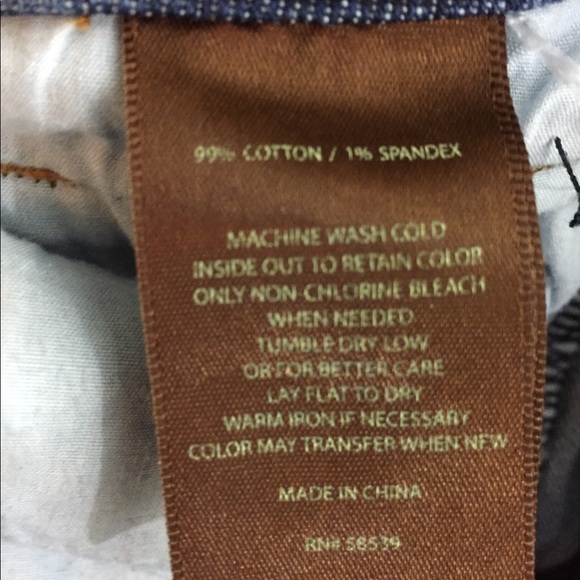 99% COTTON / 1% SPANDEX
MACHINE WASH COLD
INSIDE OUT TO RETAIN COLOR
ONLY NON-CHLORINE BLEACH
WHEN NEEDED
TUMBLE DRY LOW
OR FOR BETTER CARE
LAY FLAT TO DRY
WARM IRON IF NECESSARY
COLOR MAY TRANSFER WHEN NEW
MADE IN CHINA
RN# 58539